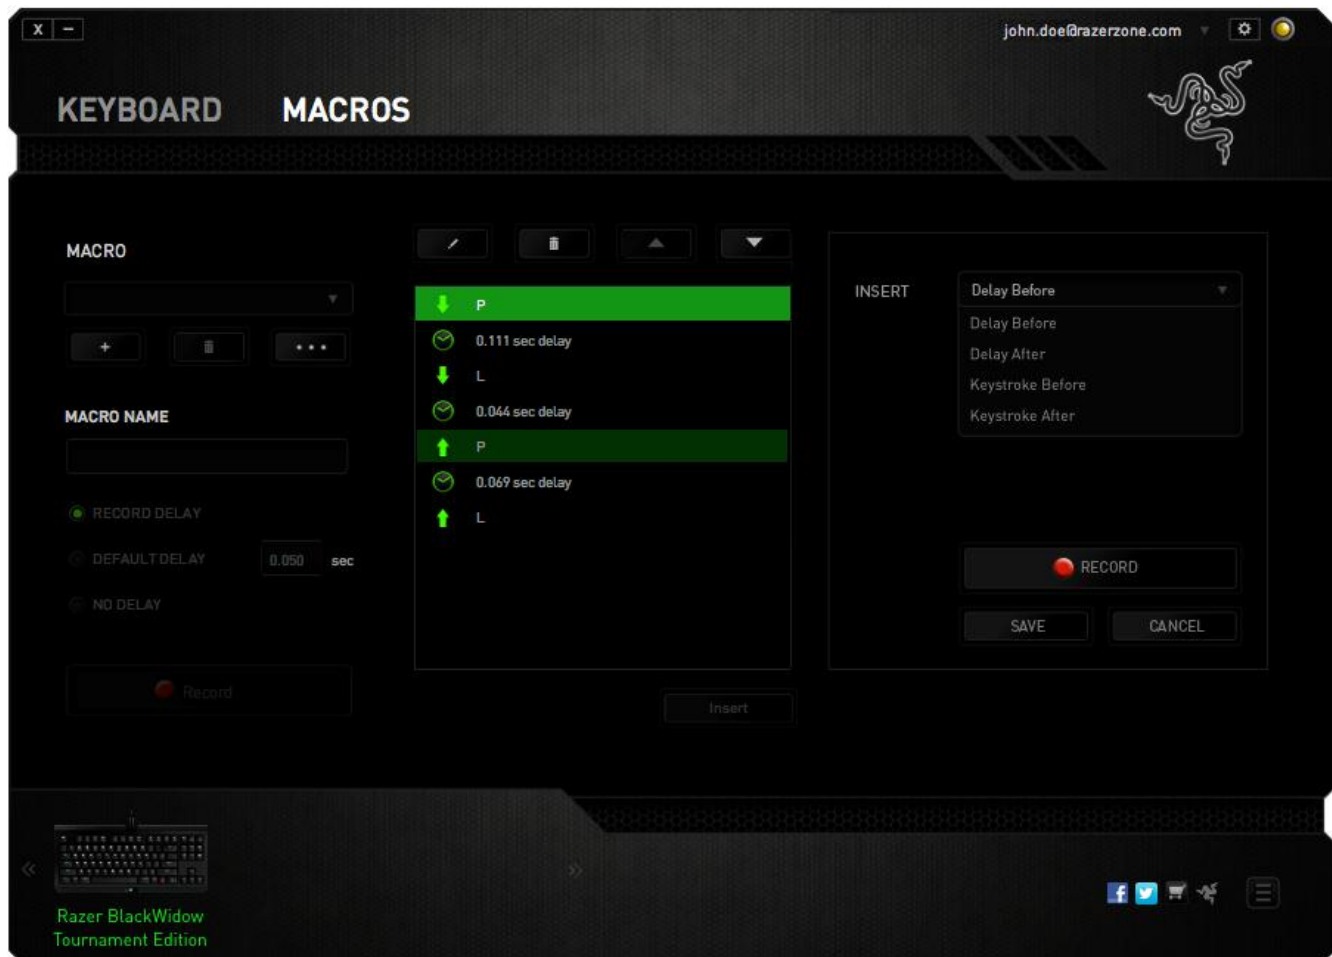 X –
john.doe@razerzone.com
KEYBOARD MACROS
MACRO
+ •••
MACRO NAME
RECORD DELAY
DEFAULT DELAY 0.050 sec
NO DELAY
Record
P
0.111 sec delay
L
0.044 sec delay
P
0.069 sec delay
L
Insert
INSERT Delay Before
Delay Before
Delay After
Keystroke Before
Keystroke After
RECORD
SAVE CANCEL
Razer BlackWidow
Tournament Edition